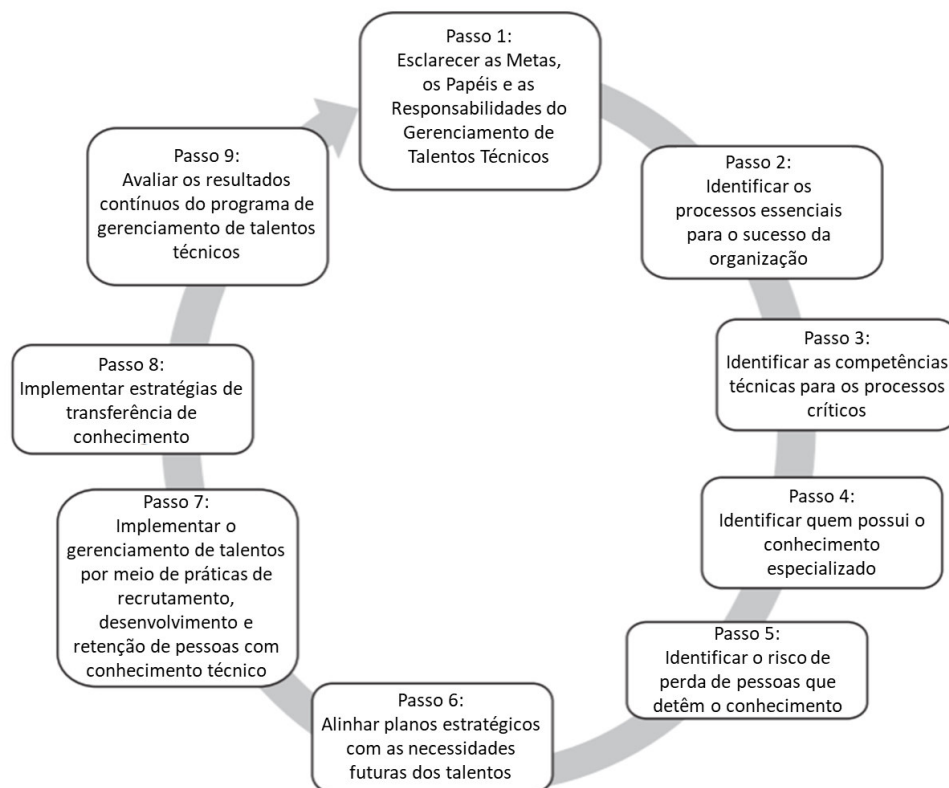 Passo 1:
Esclarecer as Metas,
os Papéis e as
Responsabilidades do
Gerenciamento de
Talentos Técnicos
Passo 2:
Identificar os
processos essenciais
para o sucesso da
organização
Passo 3:
Identificar as competências
técnicas para os processos
críticos
Passo 4:
Identificar quem possui o
conhecimento
especializado
Passo 5:
Identificar o risco de
perda de pessoas que
detêm o conhecimento
Passo 6:
Alinhar planos estratégicos
com as necessidades
futuras dos talentos
Passo 7:
Implementar o
gerenciamento de talentos
por meio de práticas de
recrutamento,
desenvolvimento e
retenção de pessoas com
conhecimento técnico
Passo 8:
Implementar estratégias de
transferência de
conhecimento
Passo 9:
Avaliar os resultados
contínuos do programa de
gerenciamento de talentos
técnicos